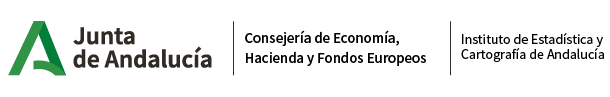 Junta
de Andalucía
Consejería de Economía,
Hacienda y Fondos Europeos
Instituto de Estadística y
Cartografía de Andalucía